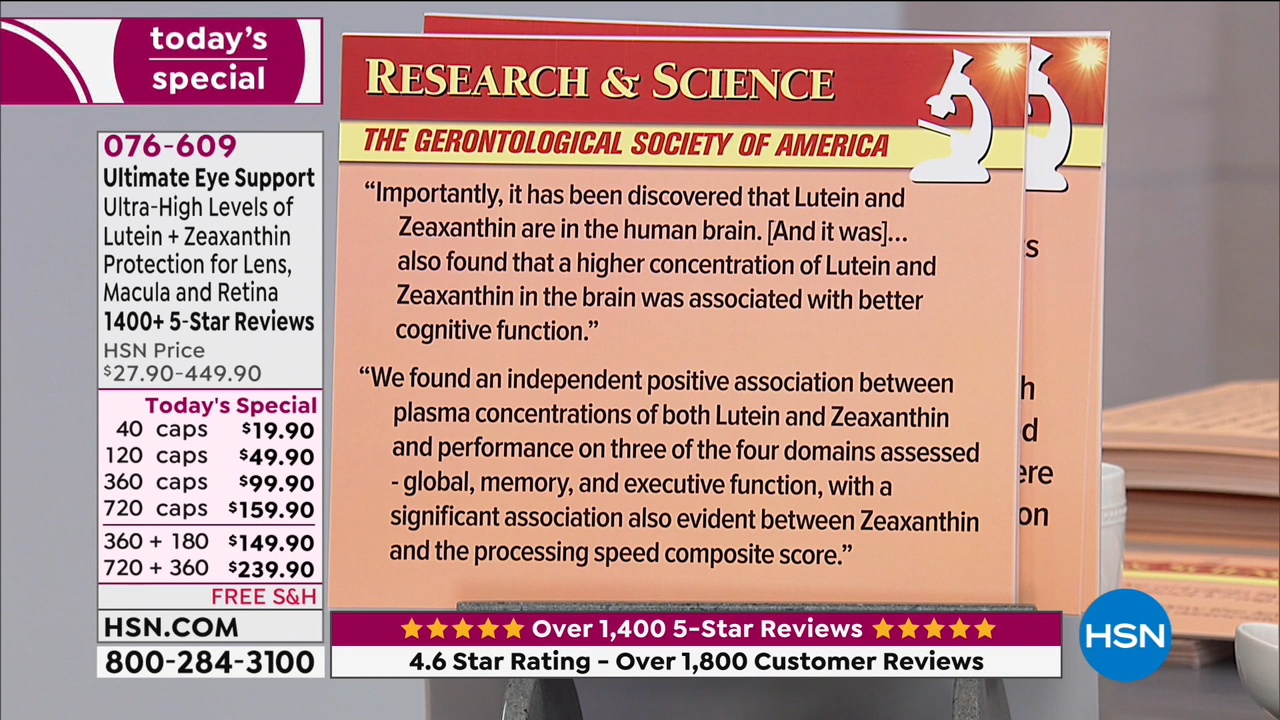 today's
special
076-609
Ultimate Eye Support
Ultra-High Levels of
Lutein + Zeaxanthin
Protection for Lens,
Macula and Retina
1400+ 5-Star Reviews
HSN Price
$27.90-449.90
Today's Special
40 caps $19.90
120 caps $49.90
360 caps $99.90
720 caps $159.90
360 + 180 $149.90
720 + 360 $239.90
FREE S&H
HSN.COM
800-284-3100
RESEARCH & SCIENCE
THE GERONTOLOGICAL SOCIETY OF AMERICA
“Importantly, it has been discovered that Lutein and
Zeaxanthin are in the human brain. [And it was]...
also found that a higher concentration of Lutein and
Zeaxanthin in the brain was associated with better
cognitive function.”
“We found an independent positive association between
plasma concentrations of both Lutein and Zeaxanthin
and performance on three of the four domains assessed
- global, memory, and executive function, with a
significant association also evident between Zeaxanthin
and the processing speed composite score.”
Over 1,400 5-Star Reviews
4.6 Star Rating – Over 1,800 Customer Reviews
HSN